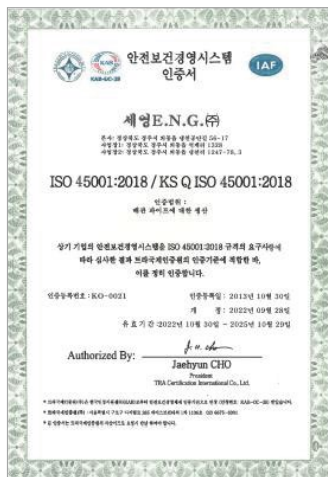 안전보건경영시스템
인증서
KAB
KAB-QC-28
IAF
세영E.N.G.㈜
ISO 45001:2018 / KS Q ISO 45001:2018
인증범위 :
배관 파이프에 대한 생산
상기 기업의 안전보건경영시스템은 ISO 45001:2018 규격의 요구사항에
따라 심사한 결과 트라국제인증원의 인증기준에 적합한 바,
이를 정히 인증합니다.
인증등록번호 : KO-0021
인증등록일 : 2013년 10월 30일
개 정 : 2022년 09월 28일
유효기간 :2022년 10월 30일 ~ 2025년 10월 29일
Authorized By:
Jaehyun CHO
President
TRA Certification International Co., Ltd.